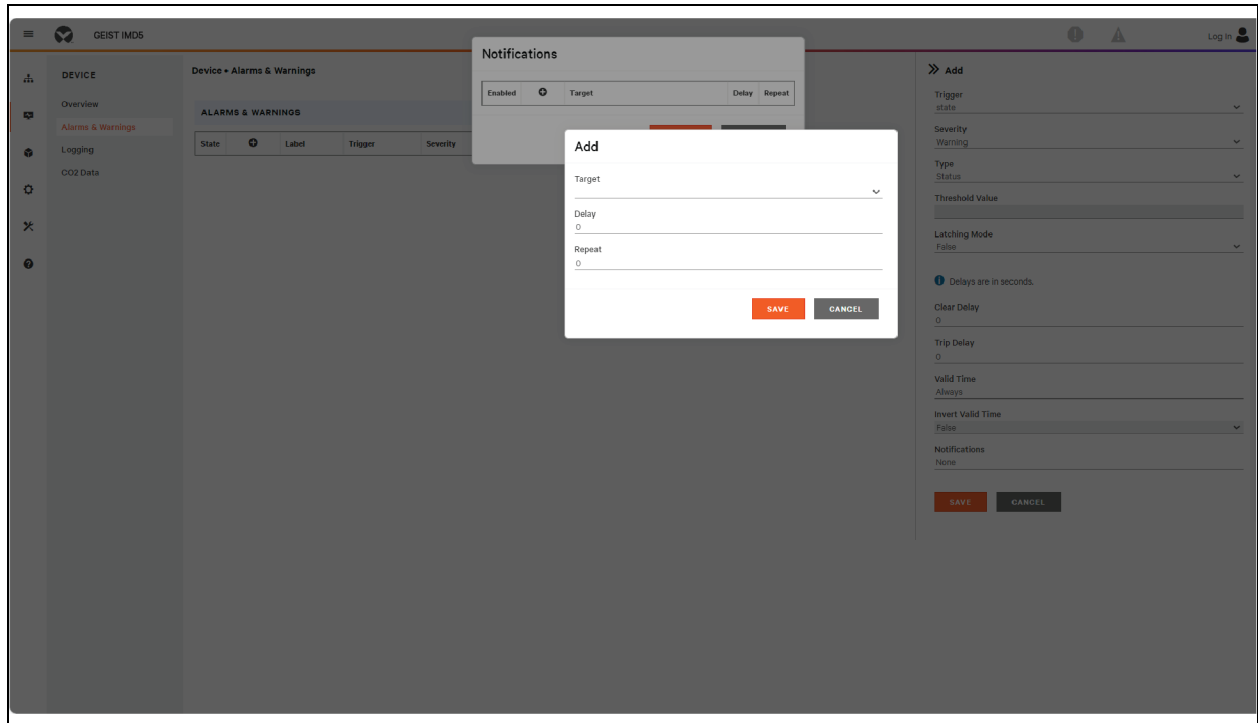 GEIST IMD5
Log In
DEVICE
Overview
Alarms & Warnings
Logging
CO2 Data
Device • Alarms & Warnings
ALARMS & WARNINGS
State Label Trigger Severity
Notifications
Enabled Target Delay Repeat
Add
Target
Delay
0
Repeat
0
SAVE CANCEL
Add
Trigger
state
Severity
Warning
Type
Status
Threshold Value
Latching Mode
False
Delays are in seconds.
Clear Delay
0
Trip Delay
0
Valid Time
Always
Invert Valid Time
False
Notifications
None
SAVE CANCEL